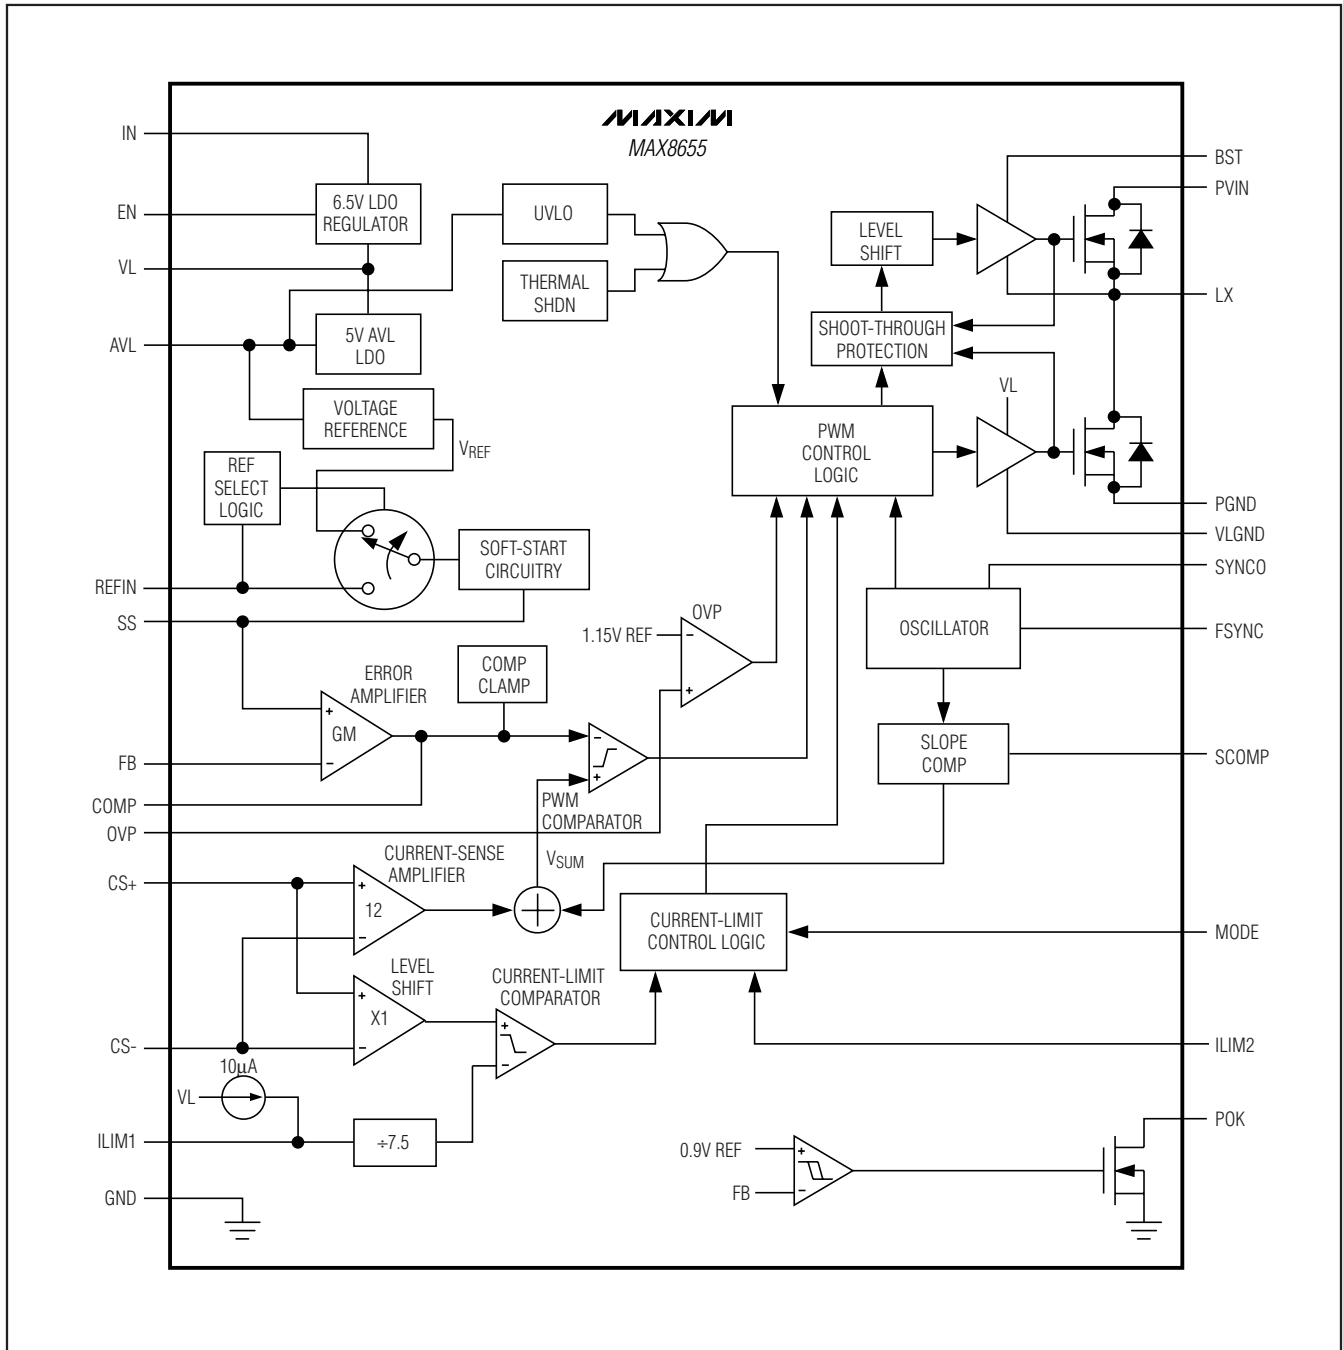 MAXIM
MAX8655
IN
EN
VL
AVL
REFIN
SS
FB
COMP
OVP
CS+
CS-
ILIM1
GND
6.5V LDO
REGULATOR
5V AVL
LDO
VOLTAGE
REFERENCE
VREF
REF
SELECT
LOGIC
SOFT-START
CIRCUITRY
UVLO
THERMAL
SHDN
LEVEL
SHIFT
SHOOT-THROUGH
PROTECTION
VL
PWM
CONTROL
LOGIC
OVP
1.15V REF
-
+
OSCILLATOR
SLOPE
COMP
COMP
CLAMP
ERROR
AMPLIFIER
+
GM
-
-
+
PWM
COMPARATOR
VSUM
CURRENT-SENSE
AMPLIFIER
+
12
-
LEVEL
SHIFT
+
X1
-
CURRENT-LIMIT
COMPARATOR
+
-
CURRENT-LIMIT
CONTROL LOGIC
10µA
VL
÷7.5
0.9V REF
+
FB
-
BST
PVIN
LX
PGND
VLGND
SYNCO
FSYNC
SCOMP
MODE
ILIM2
POK